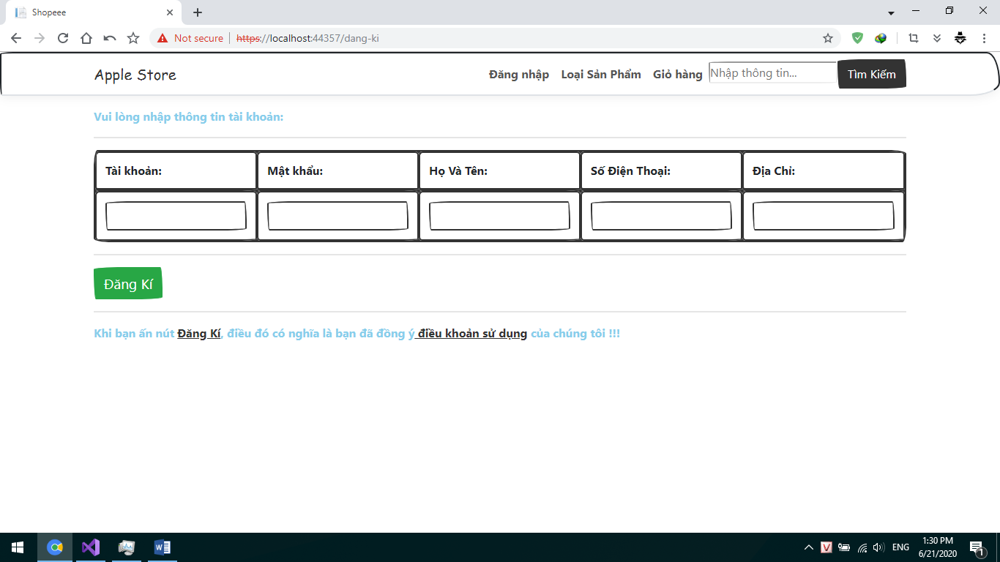 Shopeee
Not secure | https://localhost:44357/dang-ki
Apple Store Đăng nhập Loại Sản Phẩm Giỏ hàng Nhập thông tin... Tìm Kiếm
Vui lòng nhập thông tin tài khoản:
Tài khoản: Mật khẩu: Họ Và Tên: Số Điện Thoại: Địa Chỉ:
Đăng Kí
Khi bạn ấn nút Đăng Kí, điều đó có nghĩa là bạn đã đồng ý điều khoản sử dụng của chúng tôi !!!
ENG
1:30 PM
6/21/2020
1